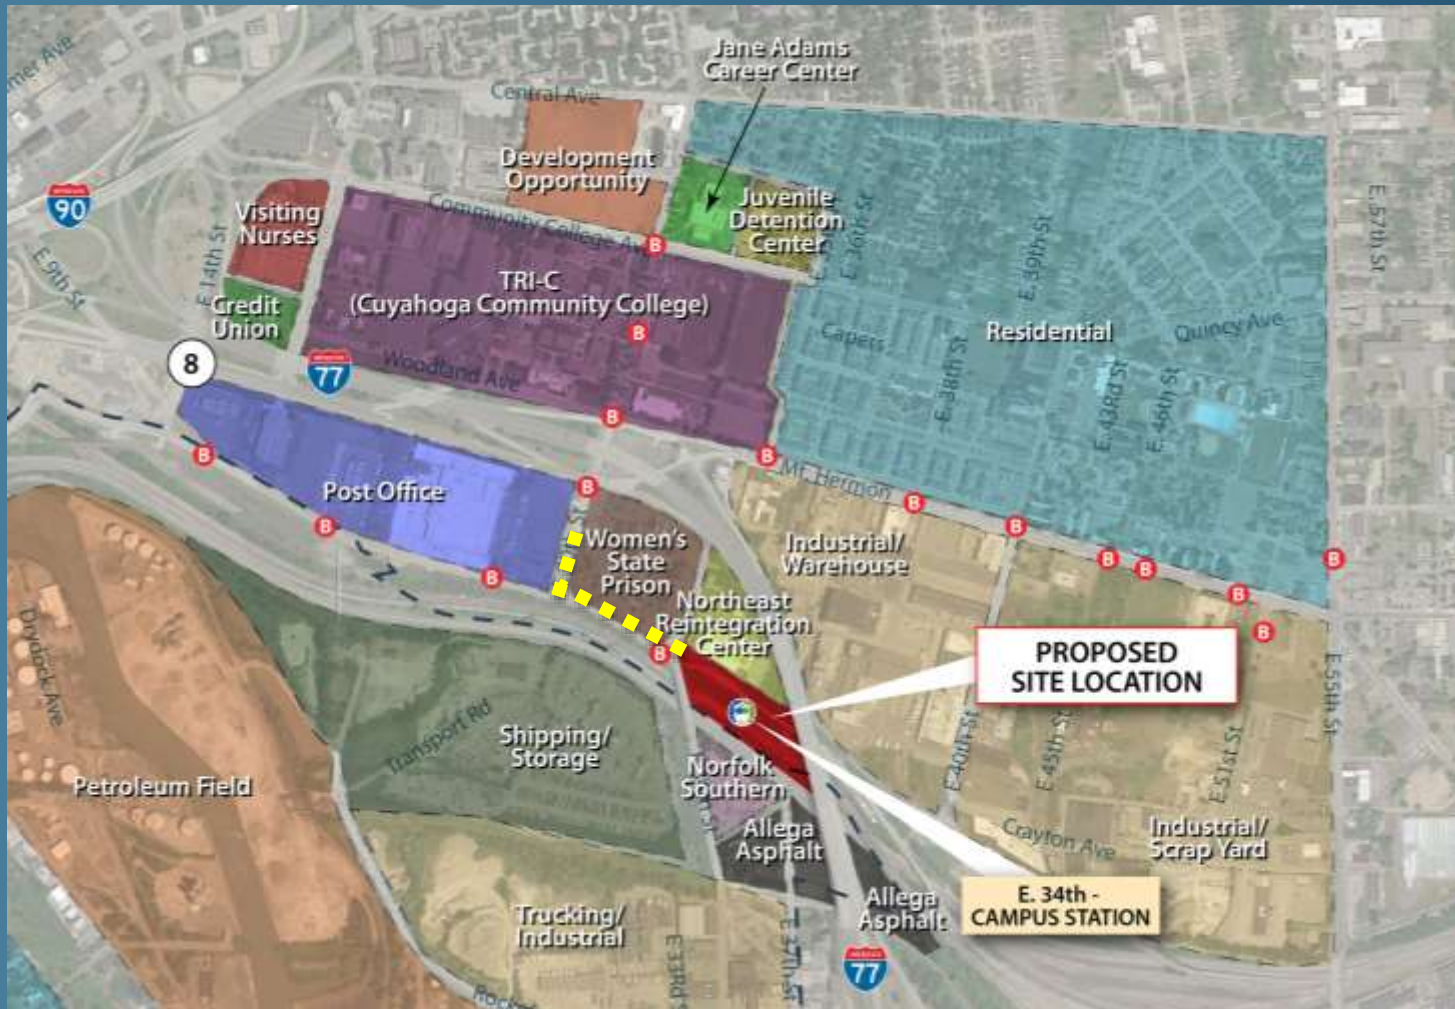 Jane Adams
Career Center
Central Ave
Development
Opportunity
90
Visiting
Nurses
Community College Ave
Juvenile
Detention
Center
E 36th St
E 39th St
E 57th St
E 14th St
E 9th St
TRI-C
(Cuyahoga Community College)
B
B
Credit
Union
Capers
Residential
Quincy Ave
8
77
Woodland Ave
E 38th St
E 43Rd St
E 46th St
B
B
B
Mt. Hermon
Post Office
B
B
B
B
B
B
B
B
B
B
B
B
Z
Women's
State
Prison
Industrial/
Warehouse
Northeast
Reintegration
Center
PROPOSED
SITE LOCATION
E 55th St
Drydock Ave
Transport Rd
Shipping/
Storage
Norfolk
Southern
E 40th St
E 45th St
E 51st St
Petroleum Field
Allega
Asphalt
Crayton Ave
Industrial/
Scrap Yard
E. 34th -
CAMPUS STATION
Allega
Asphalt
Trucking/
Industrial
E 33Rd
E 37th St
77